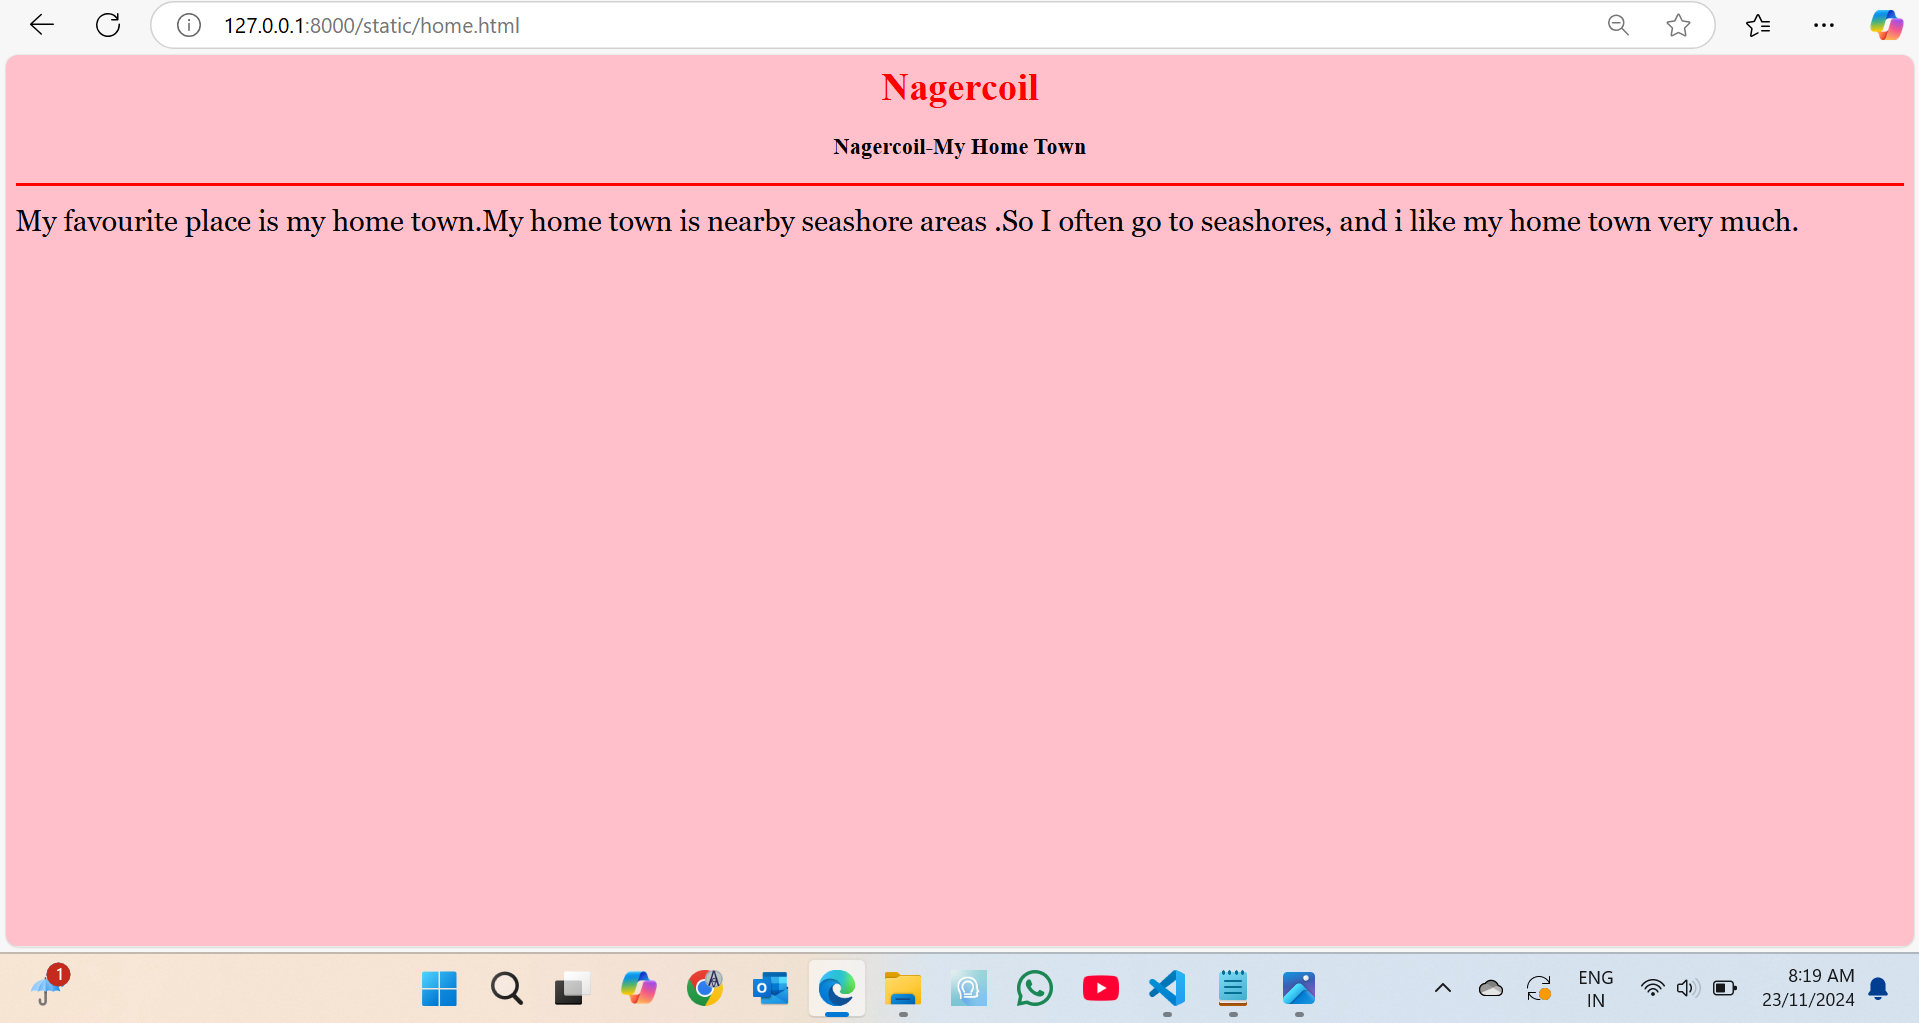 127.0.0.1:8000/static/home.html
Nagercoil
Nagercoil-My Home Town
My favourite place is my home town.My home town is nearby seashore areas .So I often go to seashores, and i like my home town very much.
1
ENG
IN
8:19 AM
23/11/2024